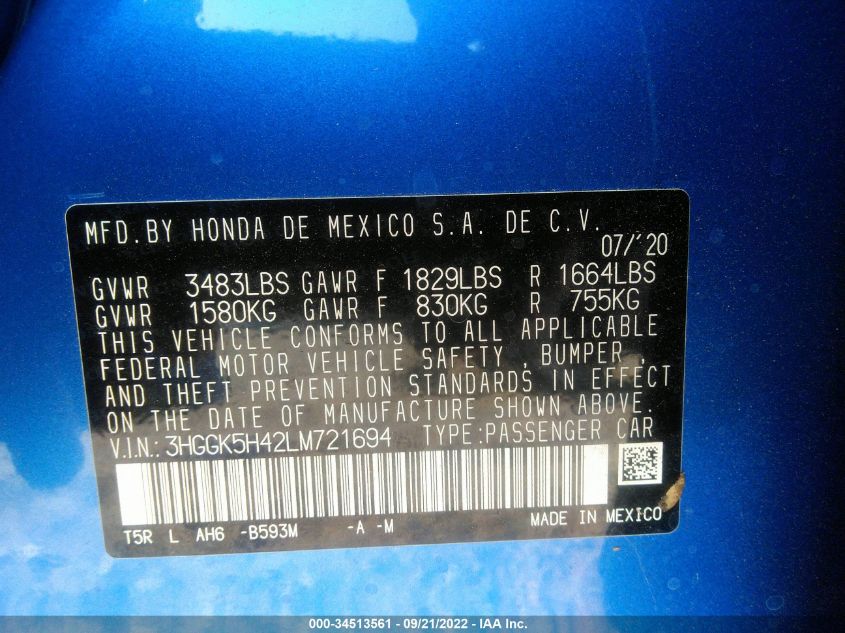 MFD.BY HONDA DE MEXICO S.A. DE C.V.
07/'20
GVWR 3483LBS GAWR F 1829LBS R 1664LBS
GVWR 1580KG GAWR F 830KG R 755KG
THIS VEHICLE CONFORMS TO ALL APPLICABLE
FEDERAL MOTOR VEHICLE SAFETY , BUMPER ,
AND THEFT PREVENTION STANDARDS IN EFFECT
ON THE DATE OF MANUFACTURE SHOWN ABOVE.
V.I.N.: 3HGGK5H42LM721694 TYPE:PASSENGER CAR
T5R L AH6 -B593M -A -M MADE IN MEXICO
000-34513561 - 09/21/2022 - IAA Inc.